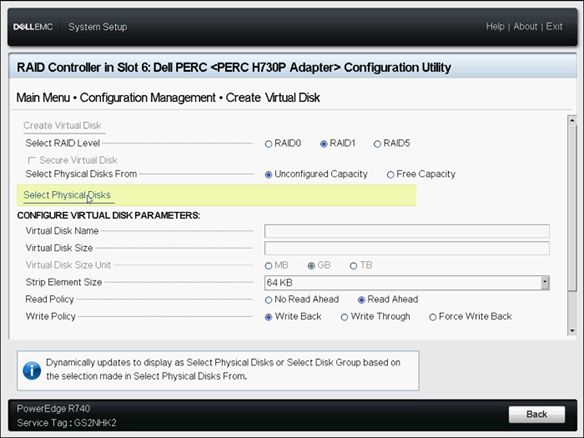 DELLEMC System Setup Help | About | Exit
RAID Controller in Slot 6: Dell PERC <PERC H730P Adapter> Configuration Utility
Main Menu • Configuration Management • Create Virtual Disk
Create Virtual Disk
Select RAID Level RAID0 RAID1 RAID5
Secure Virtual Disk
Select Physical Disks From Unconfigured Capacity Free Capacity
Select Physical Disks
CONFIGURE VIRTUAL DISK PARAMETERS:
Virtual Disk Name
Virtual Disk Size
Virtual Disk Size Unit MB GB TB
Strip Element Size 64 KB
Read Policy No Read Ahead Read Ahead
Write Policy Write Back Write Through Force Write Back
Dynamically updates to display as Select Physical Disks or Select Disk Group based on
the selection made in Select Physical Disks From.
PowerEdge R740
Service Tag : GS2NHK2
Back